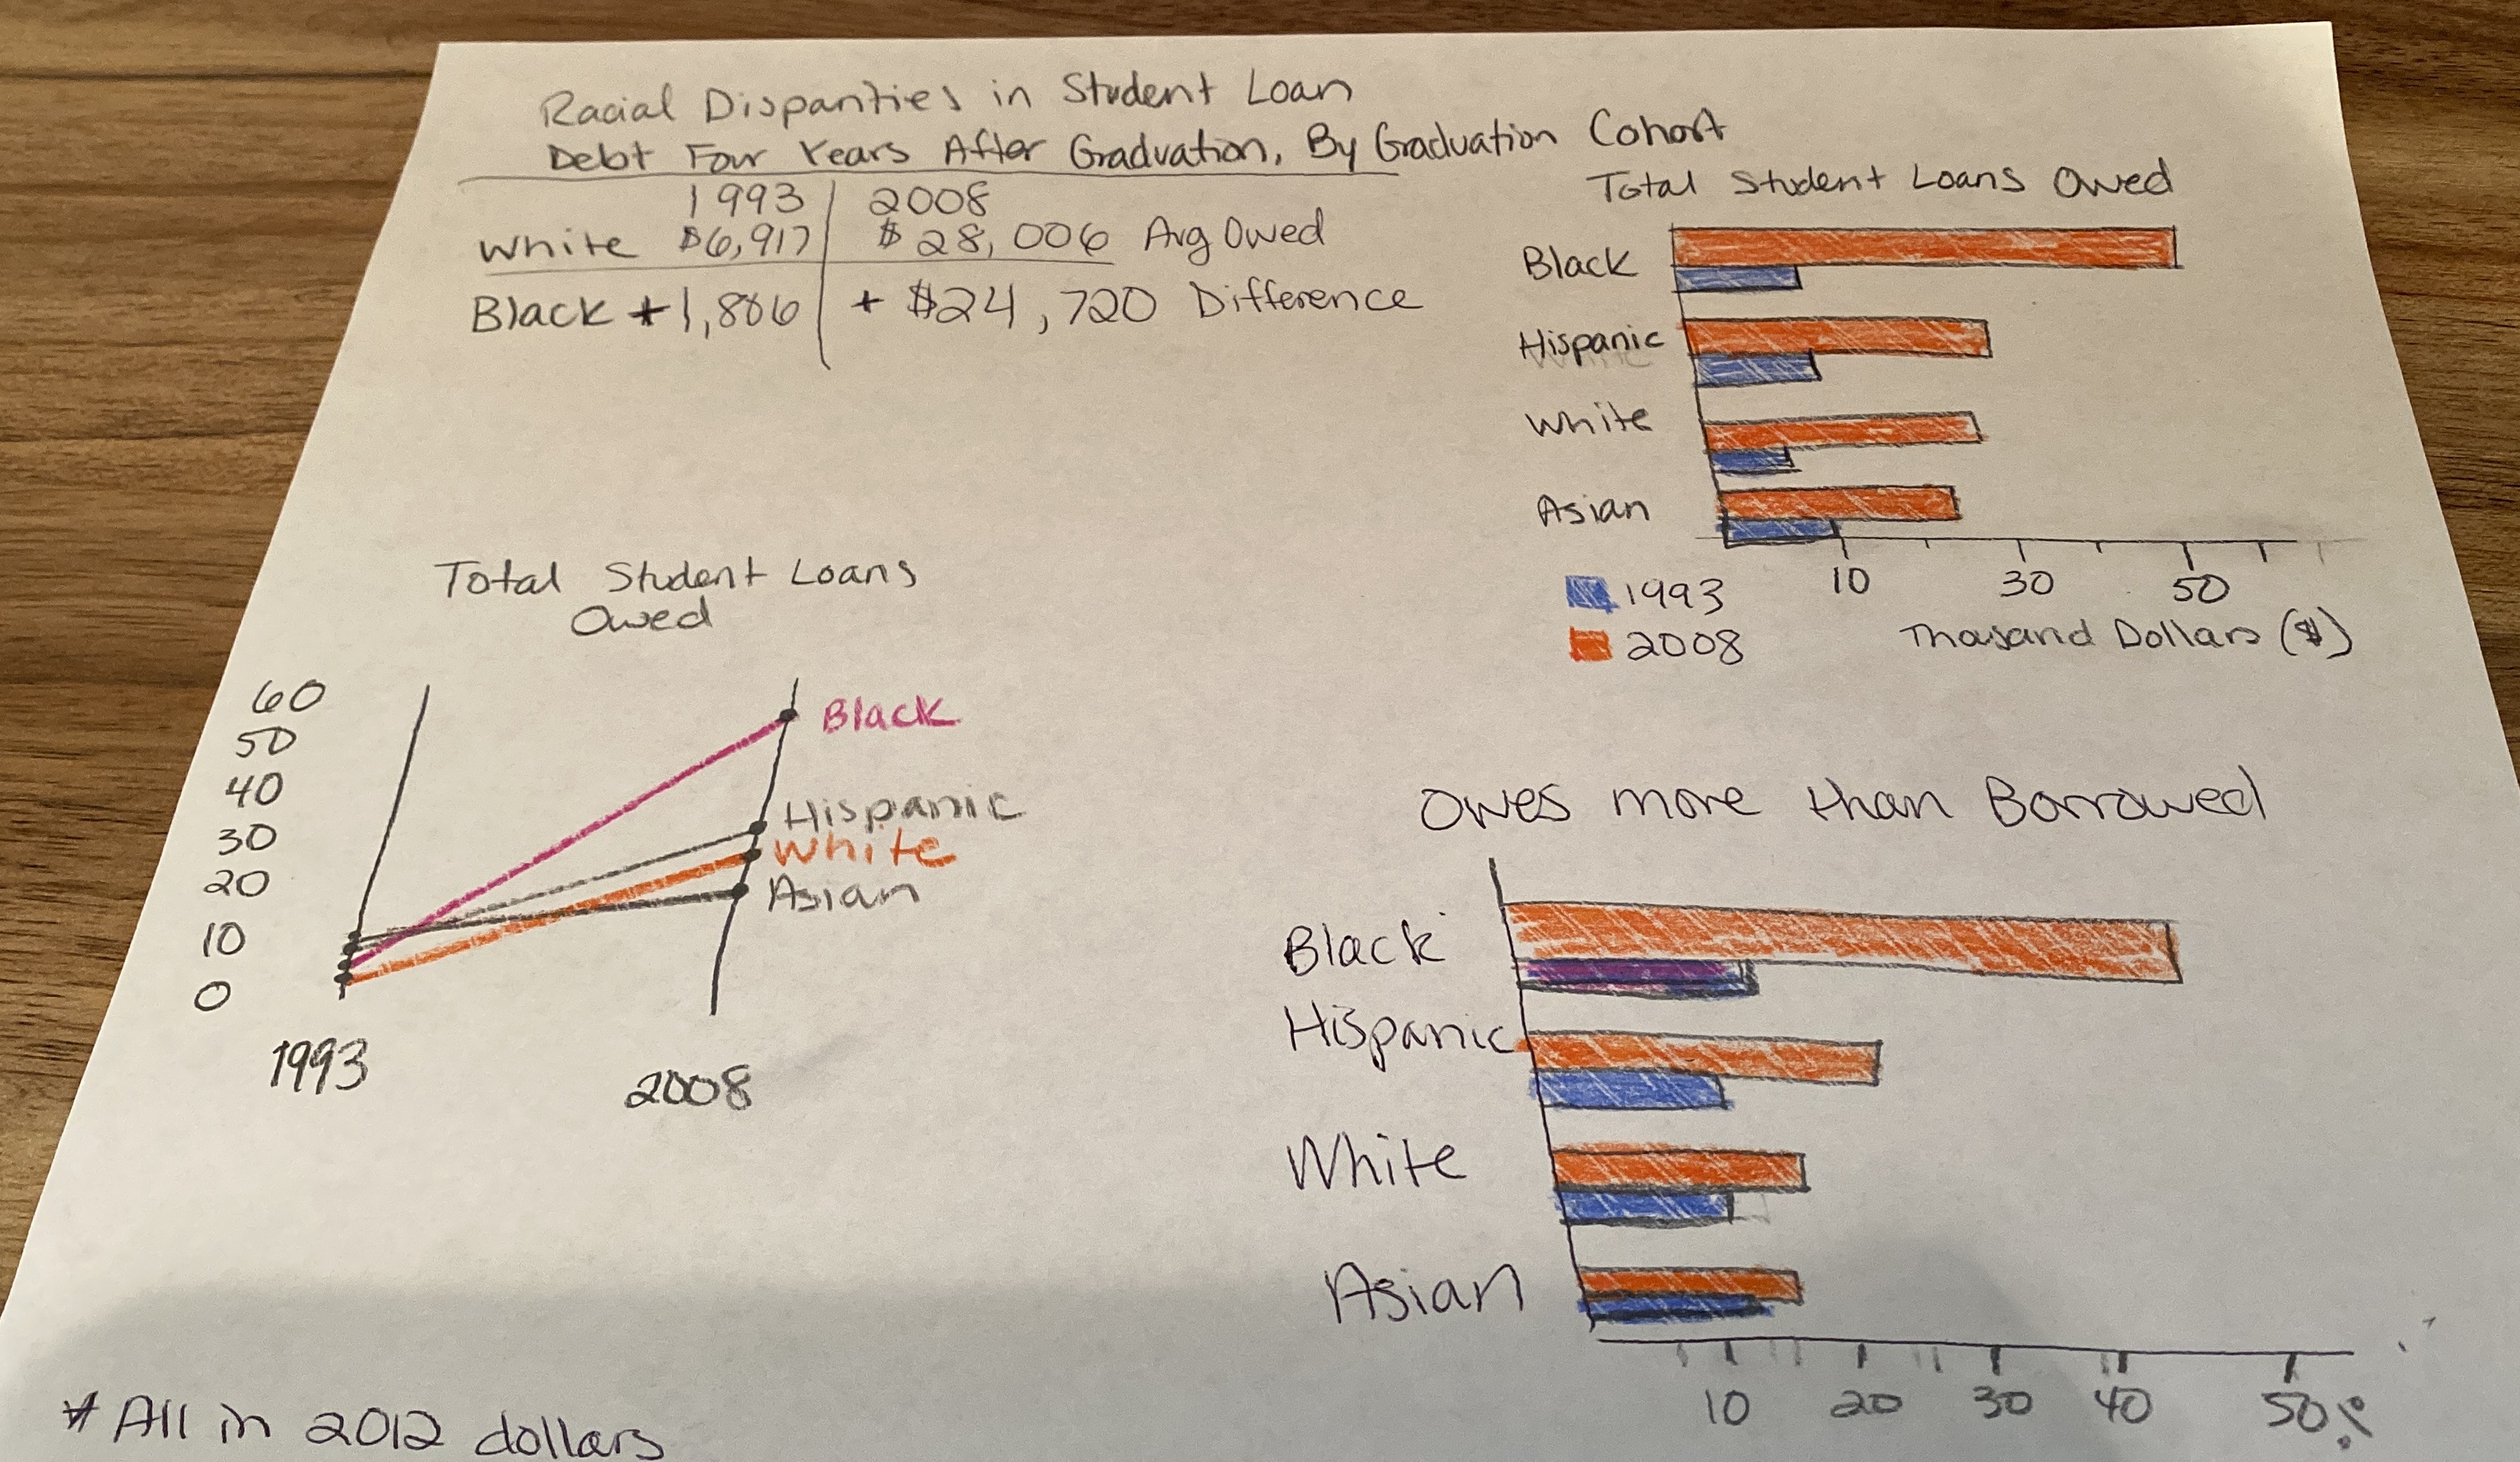 Racial Disparities in Student Loan
Debt Four Years After Graduation, By Graduation Cohort
1993 2008
White $6,917 $28,006 Avg Owed
Black +1,806 + $24,720 Difference
Total Student Loans Owed
Black
Hispanic
White
Asian
10 30 50
1993
2008
Thousand Dollars ($)
Total Student Loans
Owed
60
50
40
30
20
10
0
Black
Hispanic
White
Asian
1993 2008
Owes more than Borrowed
Black
Hispanic
White
Asian
10 20 30 40 50%
* All in 2012 dollars